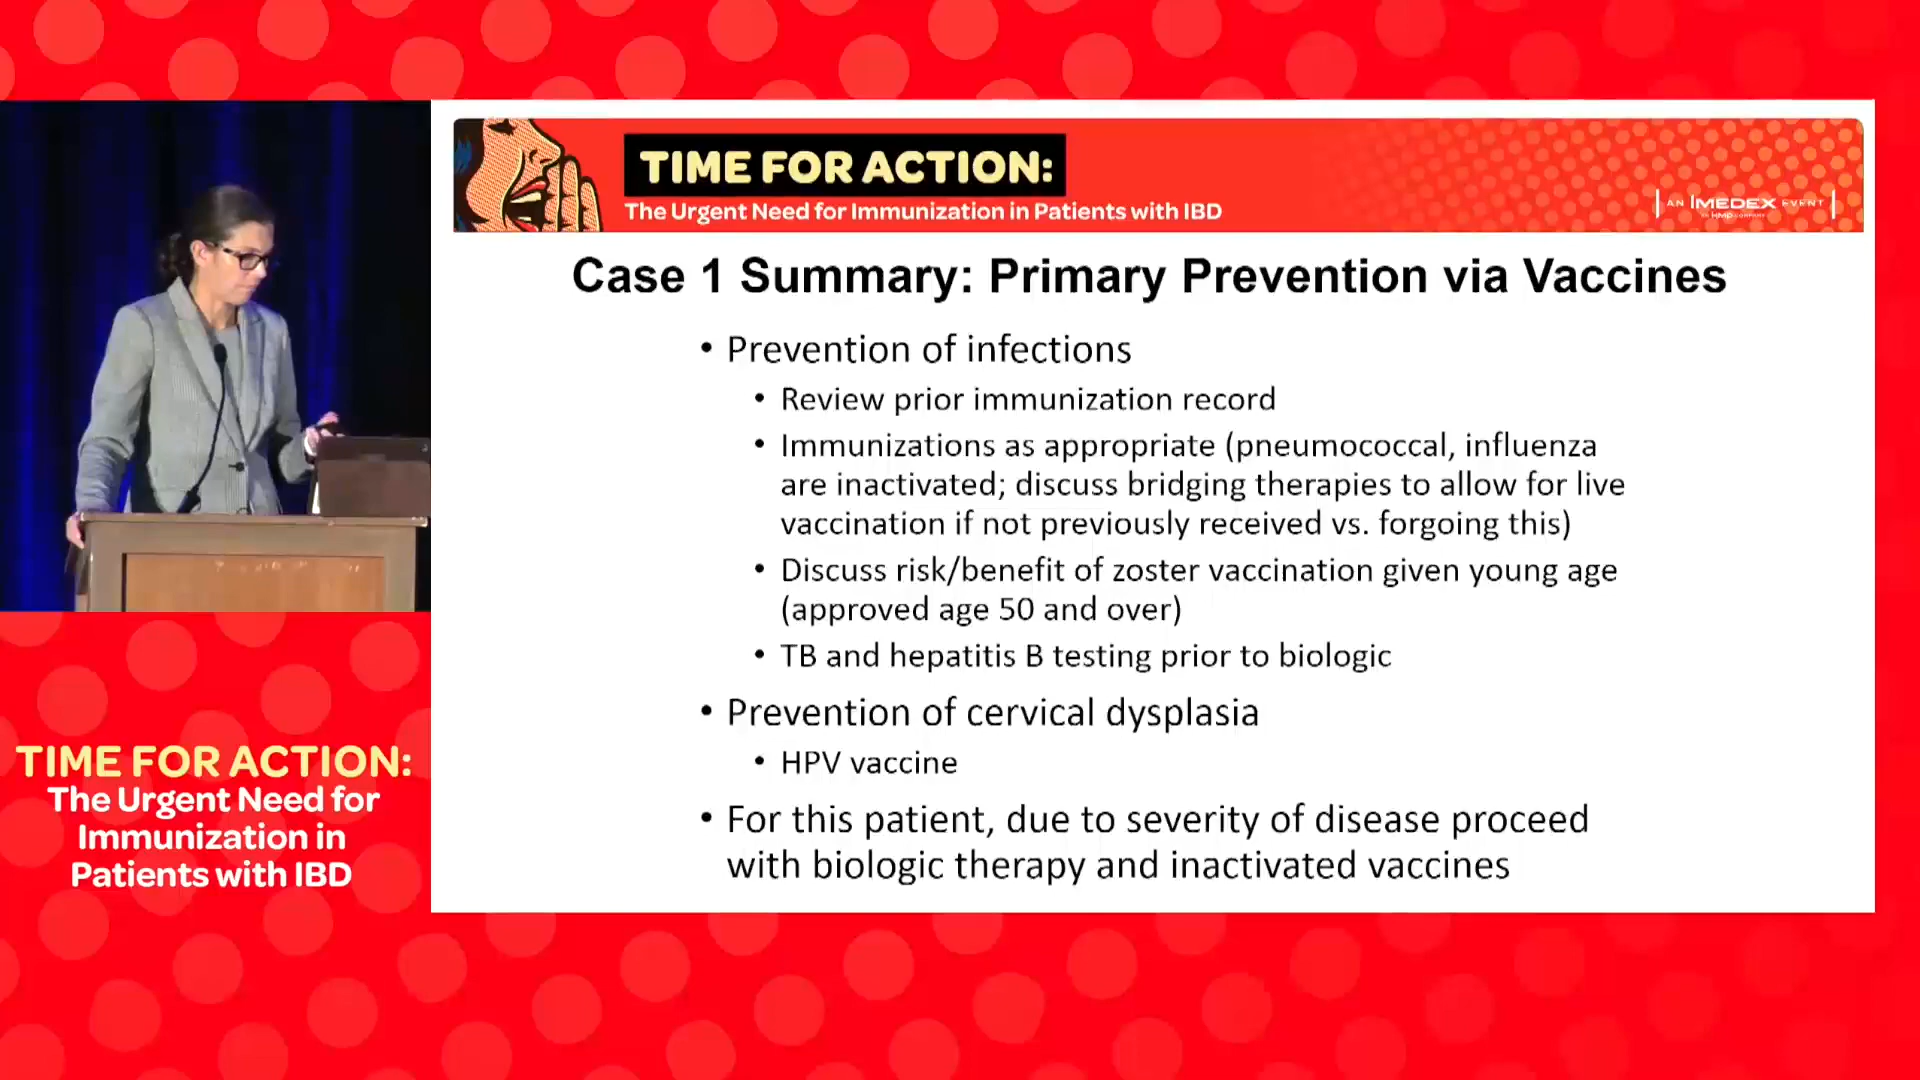 TIME FOR ACTION:
The Urgent Need for Immunization in Patients with IBD
AN IMEDEX EVENT
Case 1 Summary: Primary Prevention via Vaccines
• Prevention of infections
• Review prior immunization record
• Immunizations as appropriate (pneumococcal, influenza
are inactivated; discuss bridging therapies to allow for live
vaccination if not previously received vs. forgoing this)
• Discuss risk/benefit of zoster vaccination given young age
(approved age 50 and over)
• TB and hepatitis B testing prior to biologic
• Prevention of cervical dysplasia
• HPV vaccine
• For this patient, due to severity of disease proceed
with biologic therapy and inactivated vaccines
TIME FOR ACTION:
The Urgent Need for
Immunization in
Patients with IBD